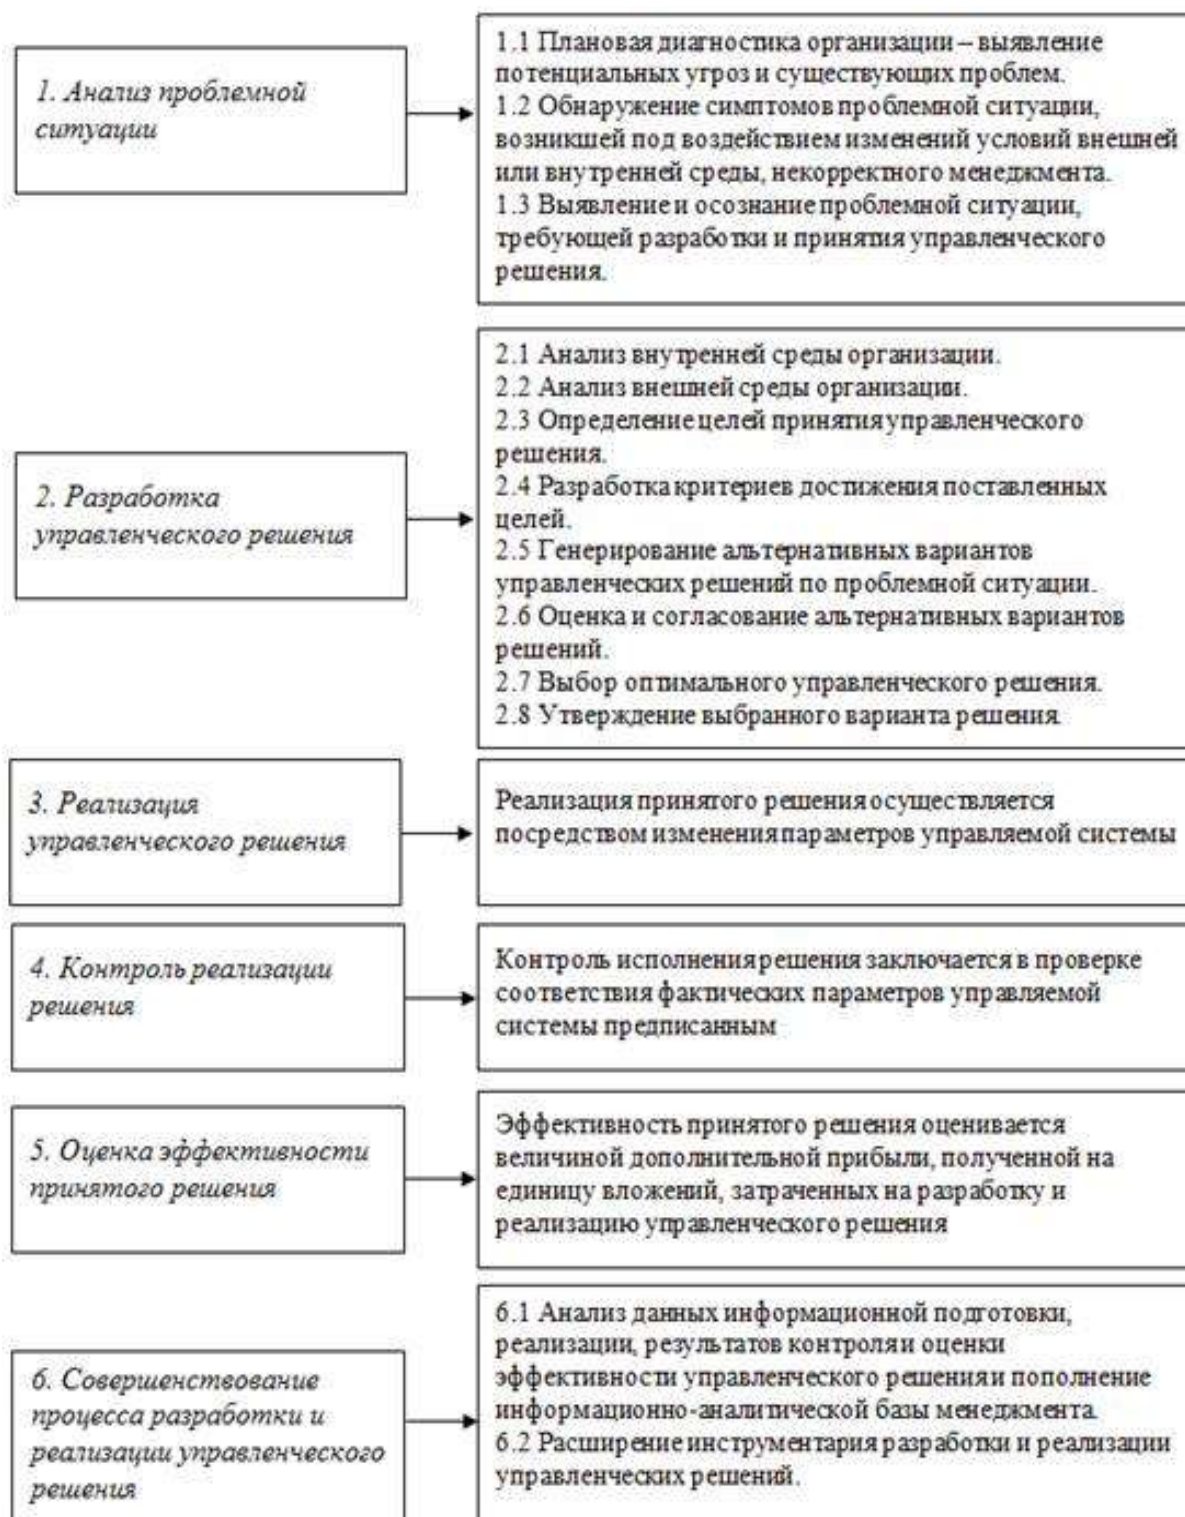 1. Анализ проблемной
ситуации
1.1 Плановая диагностика организации – выявление
потенциальных угроз и существующих проблем.
1.2 Обнаружение симптомов проблемной ситуации,
возникшей под воздействием изменений условий внешней
или внутренней среды, некорректного менеджмента.
1.3 Выявление и осознание проблемной ситуации,
требующей разработки и принятия управленческого
решения.
2. Разработка
управленческого решения
2.1 Анализ внутренней среды организации.
2.2 Анализ внешней среды организации.
2.3 Определение целей принятия управленческого
решения.
2.4 Разработка критериев достижения поставленных
целей.
2.5 Генерирование альтернативных вариантов
управленческих решений по проблемной ситуации.
2.6 Оценка и согласование альтернативных вариантов
решений.
2.7 Выбор оптимального управленческого решения.
2.8 Утверждение выбранного варианта решения
3. Реализация
управленческого решения
Реализация принятого решения осуществляется
посредством изменения параметров управляемой системы
4. Контроль реализации
решения
Контроль исполнения решения заключается в проверке
соответствия фактических параметров управляемой
системы предписанным
5. Оценка эффективности
принятого решения
Эффективность принятого решения оценивается
величиной дополнительной прибыли, полученной на
единицу вложений, затраченных на разработку и
реализацию управленческого решения
6. Совершенствование
процесса разработки и
реализации управленческого
решения
6.1 Анализ данных информационной подготовки,
реализации, результатов контроля и оценки
эффективности управленческого решения и пополнение
информационно-аналитической базы менеджмента.
6.2 Расширение инструментария разработки и реализации
управленческих решений.